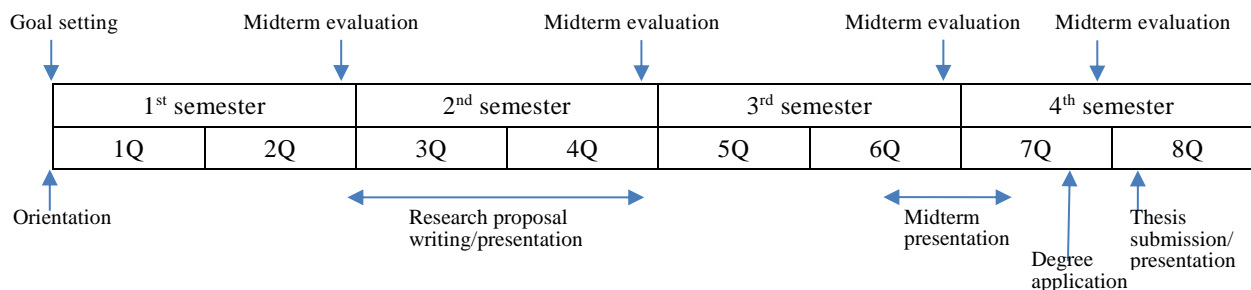 Goal setting
Midterm evaluation
Midterm evaluation
Midterm evaluation
Midterm evaluation
1st semester
2nd semester
3rd semester
4th semester
1Q
2Q
3Q
4Q
5Q
6Q
7Q
8Q
Orientation
Research proposal
writing/presentation
Midterm
presentation
Degree
application
Thesis
submission/
presentation